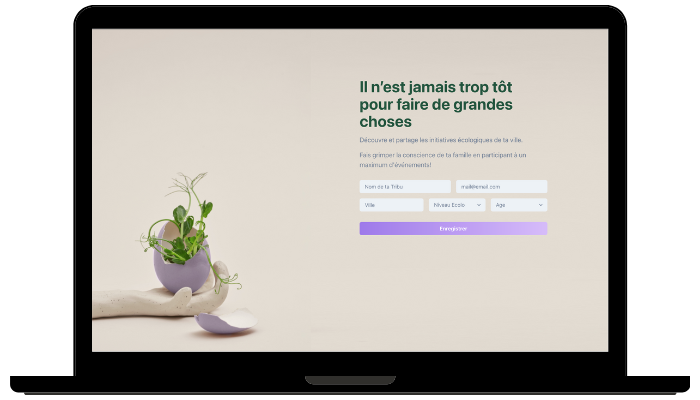 Il n'est jamais trop tôt
pour faire de grandes
choses
Découvre et partage les initiatives écologiques de ta ville.
Fais grimper la conscience de ta famille en participant à un
maximum d'événements!
Nom de ta Tribu
mail@email.com
Ville
Niveau Ecolo
Age
Enregistrer